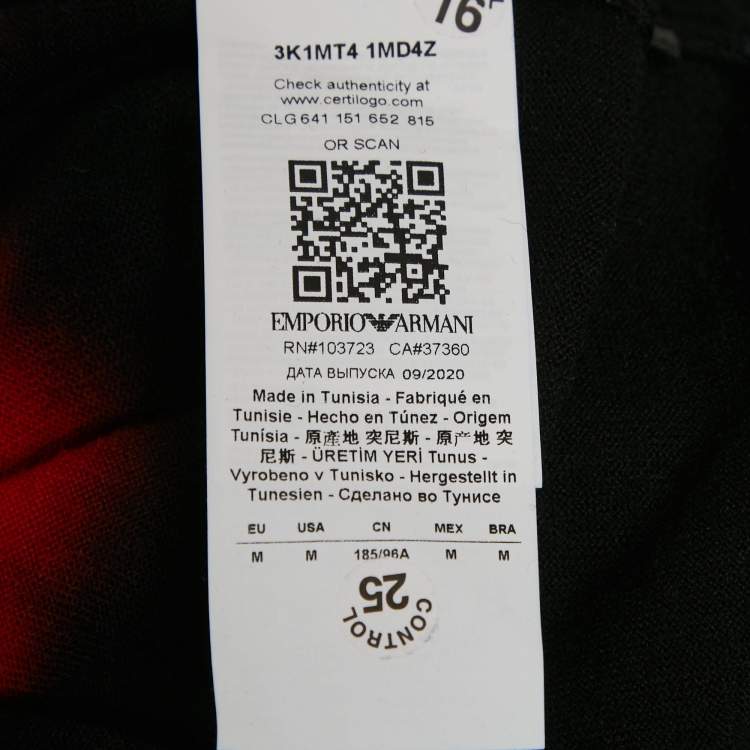 16
3K1MT4 1MD4Z
Check authenticity at
www.certilogo.com
CLG 641 151 652 815
OR SCAN
EMPORIO ARMANI
RN#103723 CA#37360
ДАТА ВЫПУСКА 09/2020
Made in Tunisia - Fabriqué en
Tunisie - Hecho en Túnez - Origem
Tunísia - 原產地 突尼斯 - 原产地 突
尼斯 - ÜRETİM YERİ Tunus -
Vyrobeno v Tunisko - Hergestellt in
Tunesien - Сделано во Тунисе
EU USA CN MEX BRA
M M 185/96A M M
25
CONTROL